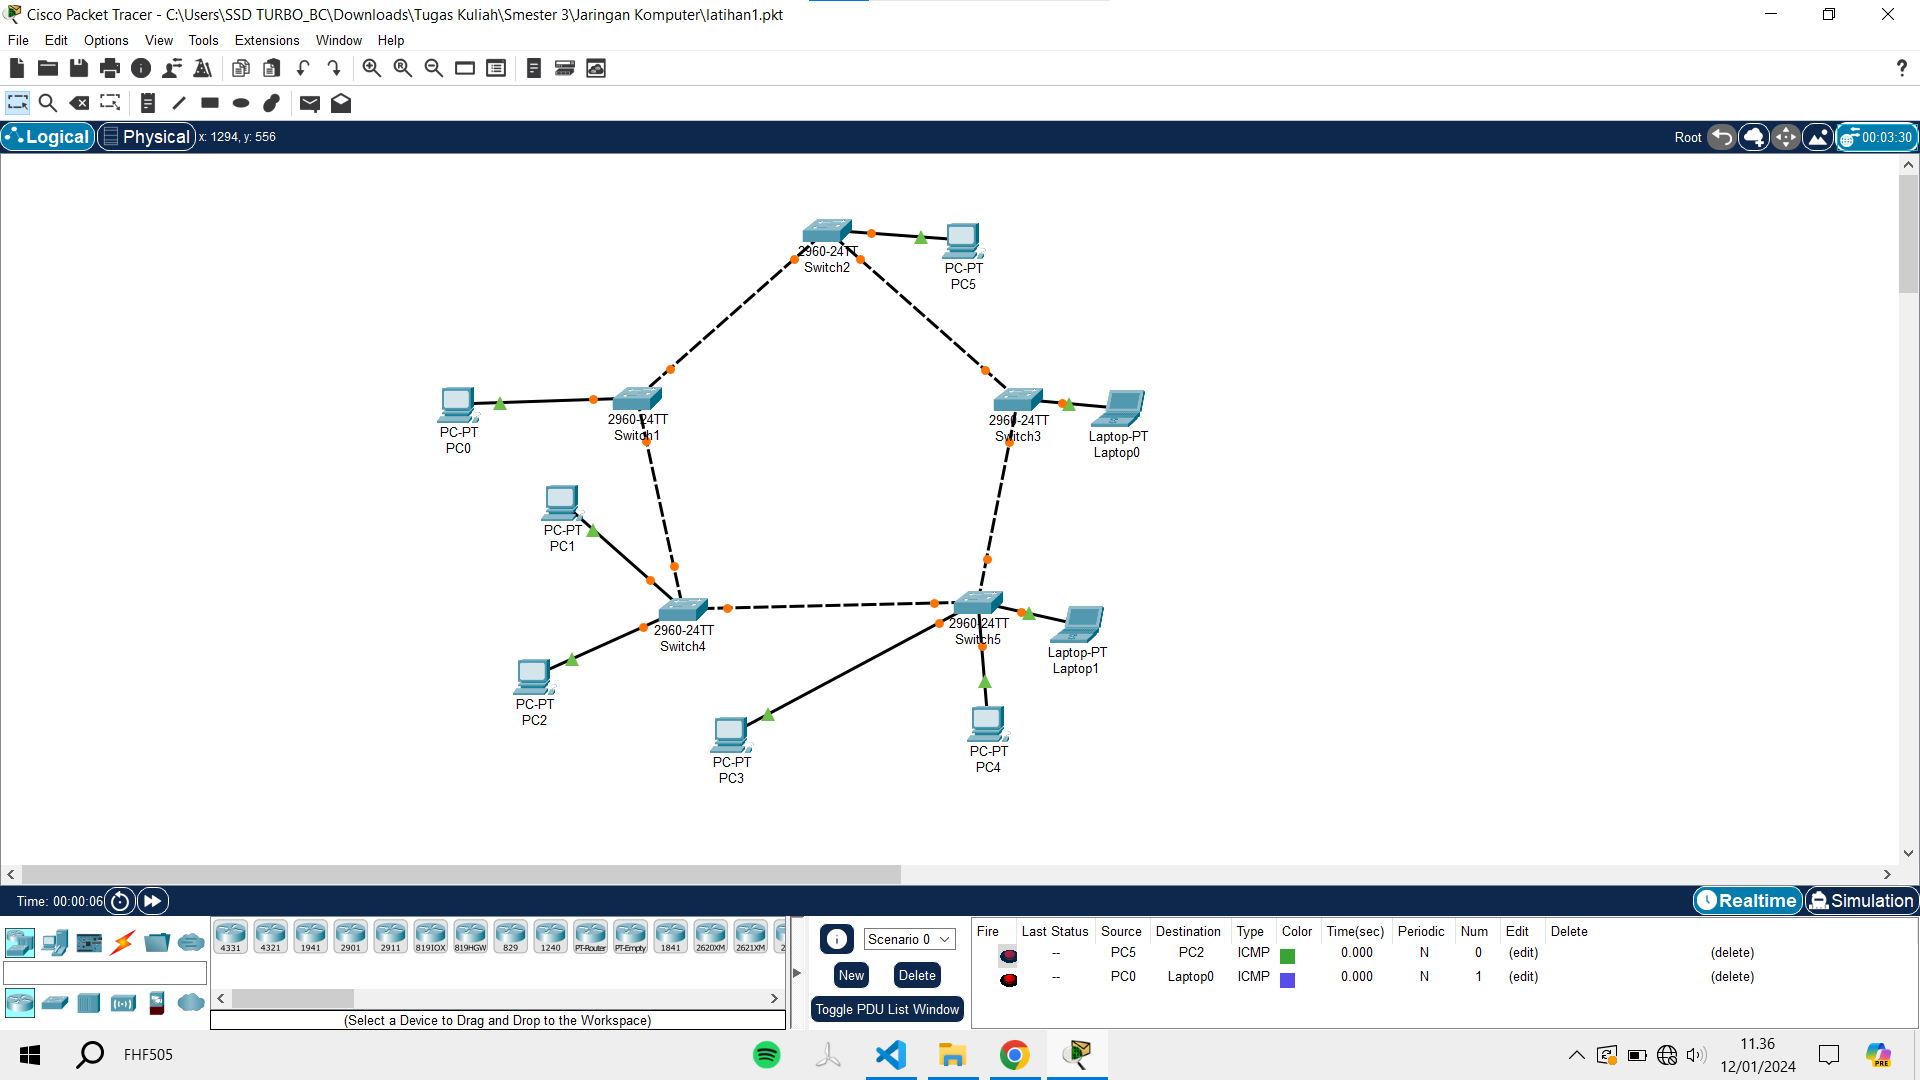 Cisco Packet Tracer - C:\Users\SSD TURBO_BC\Downloads\Tugas Kuliah\Smester 3\Jaringan Komputer\latihan1.pkt
File Edit Options View Tools Extensions Window Help
Logical Physical x: 1294, y: 556 Root 00:03:30
2960-24TT
Switch2
PC-PT
PC5
PC-PT
PC0
2960-24TT
Switch1
2960-24TT
Switch3
Laptop-PT
Laptop0
PC-PT
PC1
2960-24TT
Switch4
2960-24TT
Switch5
Laptop-PT
Laptop1
PC-PT
PC2
PC-PT
PC3
PC-PT
PC4
Time: 00:00:06 Realtime Simulation
4331 4321 1941 2901 2911 819IOX 819HGW 829 1240 PT-Router PT-Empty 1841 2620XM 2621XM
(Select a Device to Drag and Drop to the Workspace)
Scenario 0
New Delete
Toggle PDU List Window
Fire Last Status Source Destination Type Color Time(sec) Periodic Num Edit Delete
-- PC5 PC2 ICMP 0.000 N 0 (edit) (delete)
-- PC0 Laptop0 ICMP 0.000 N 1 (edit) (delete)
FHF505
11.36
12/01/2024
PRE